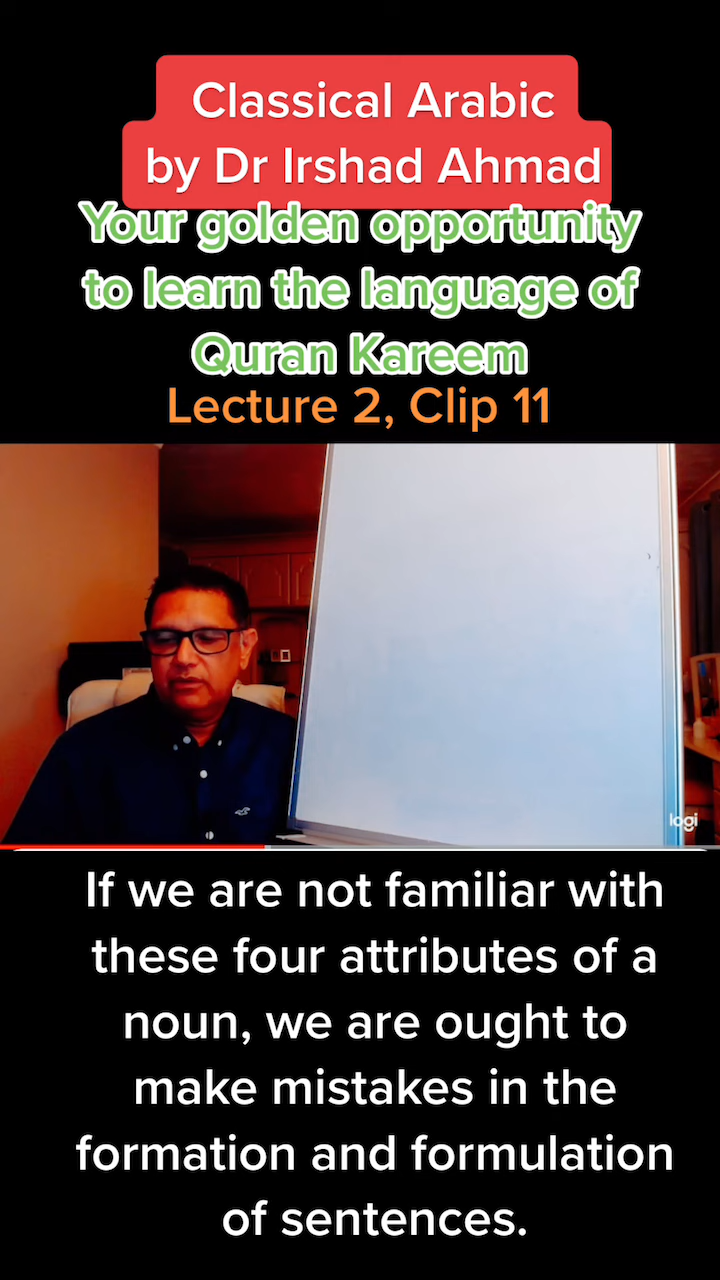 Classical Arabic
by Dr Irshad Ahmad
Your golden opportunity
to learn the language of
Quran Kareem
Lecture 2, Clip 11
logi
If we are not familiar with
these four attributes of a
noun, we are ought to
make mistakes in the
formation and formulation
of sentences.